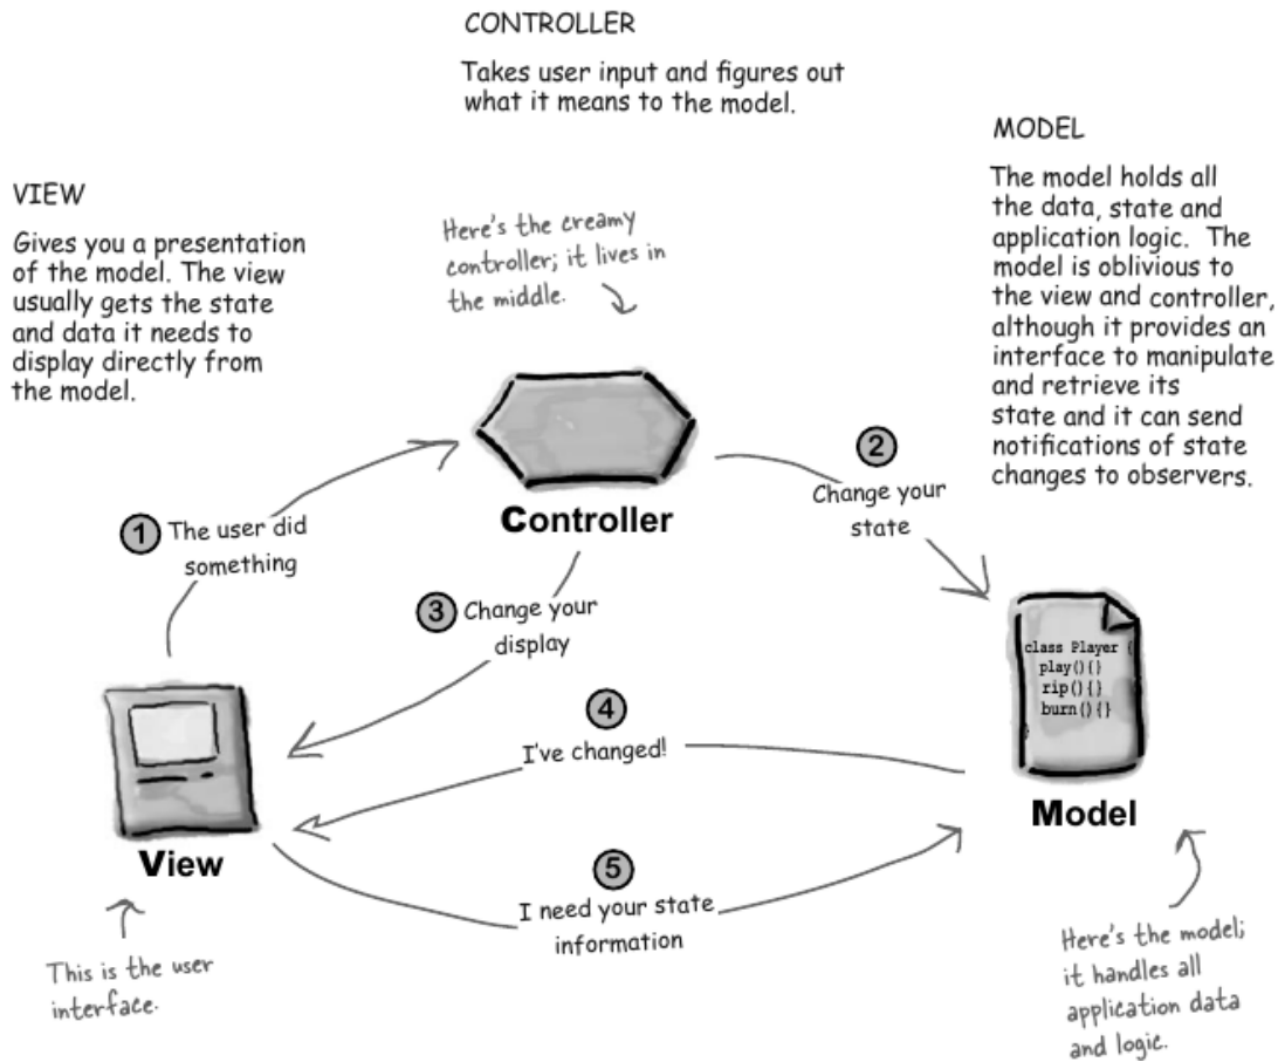 CONTROLLER
Takes user input and figures out
what it means to the model.
MODEL
The model holds all
the data, state and
application logic. The
model is oblivious to
the view and controller,
although it provides an
interface to manipulate
and retrieve its
state and it can send
notifications of state
changes to observers.
VIEW
Gives you a presentation
of the model. The view
usually gets the state
and data it needs to
display directly from
the model.
Here's the creamy
controller; it lives in
the middle.
Controller
1 The user did
something
2
Change your
state
3 Change your
display
4
I've changed!
5
I need your state
information
class Player {
play(){}
rip(){}
burn(){}
}
View
Model
This is the user
interface.
Here's the model;
it handles all
application data
and logic.